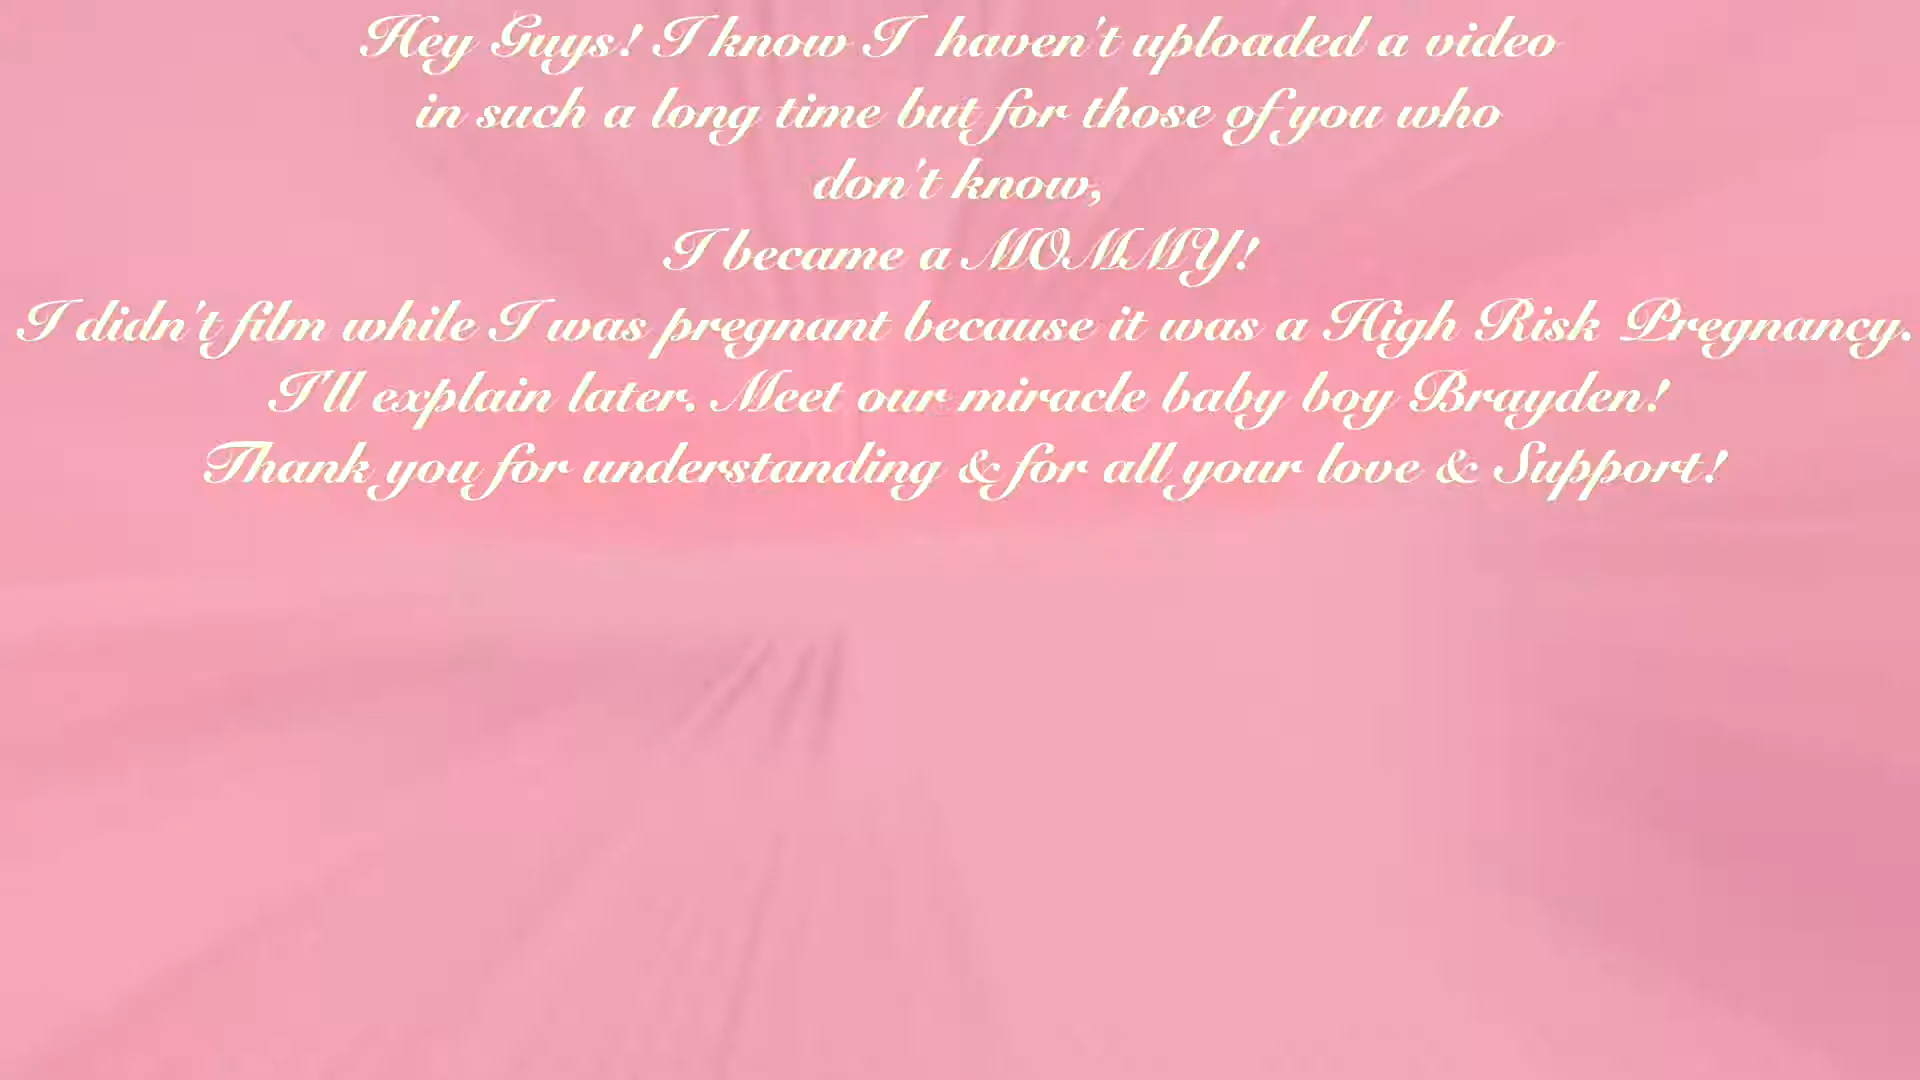 Hey Guys! I know I haven't uploaded a video
in such a long time but for those of you who
don't know,
I became a MOMMY!
I didn't film while I was pregnant because it was a High Risk Pregnancy.
I'll explain later. Meet our miracle baby boy Brayden!
Thank you for understanding & for all your love & Support!